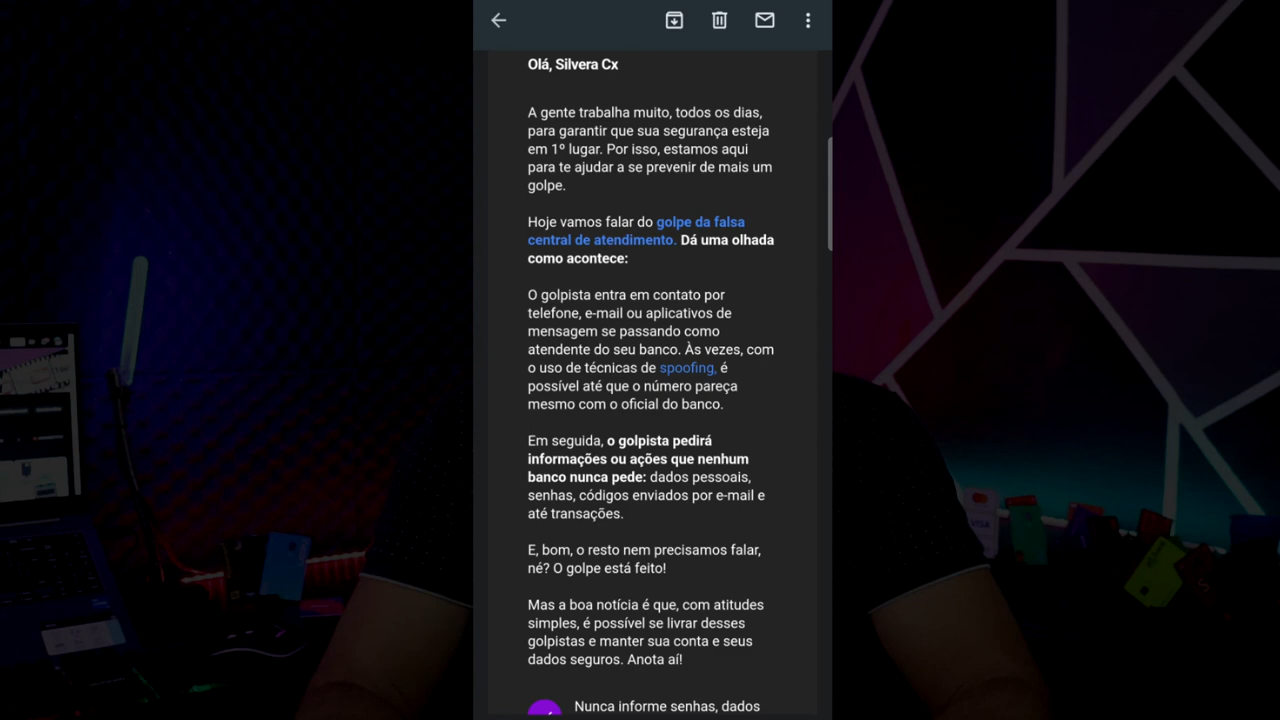 Olá, Silvera Cx
A gente trabalha muito, todos os dias,
para garantir que sua segurança esteja
em 1º lugar. Por isso, estamos aqui
para te ajudar a se prevenir de mais um
golpe.
Hoje vamos falar do golpe da falsa
central de atendimento. Dá uma olhada
como acontece:
O golpista entra em contato por
telefone, e-mail ou aplicativos de
mensagem se passando como
atendente do seu banco. Às vezes, com
o uso de técnicas de spoofing, é
possível até que o número pareça
mesmo com o oficial do banco.
Em seguida, o golpista pedirá
informações ou ações que nenhum
banco nunca pede: dados pessoais,
senhas, códigos enviados por e-mail e
até transações.
E, bom, o resto nem precisamos falar,
né? O golpe está feito!
Mas a boa notícia é que, com atitudes
simples, é possível se livrar desses
golpistas e manter sua conta e seus
dados seguros. Anota aí!
Nunca informe senhas, dados
VISA